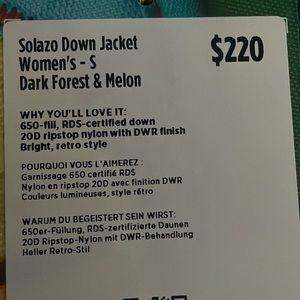 Solazo Down Jacket
$220
Women's - S
Dark Forest & Melon
WHY YOU'LL LOVE IT:
650-fill, RDS-certified down
20D ripstop nylon with DWR finish
Bright, retro style
POURQUOI VOUS L'AIMEREZ :
Garnissage 650 certifié RDS
Nylon en ripstop 20D avec finition DWR
Couleurs lumineuses, style rétro
WARUM DU BEGEISTERT SEIN WIRST:
650er-Füllung, RDS-zertifizierte Daunen
20D Ripstop-Nylon mit DWR-Behandlung
Heller Retro-Stil